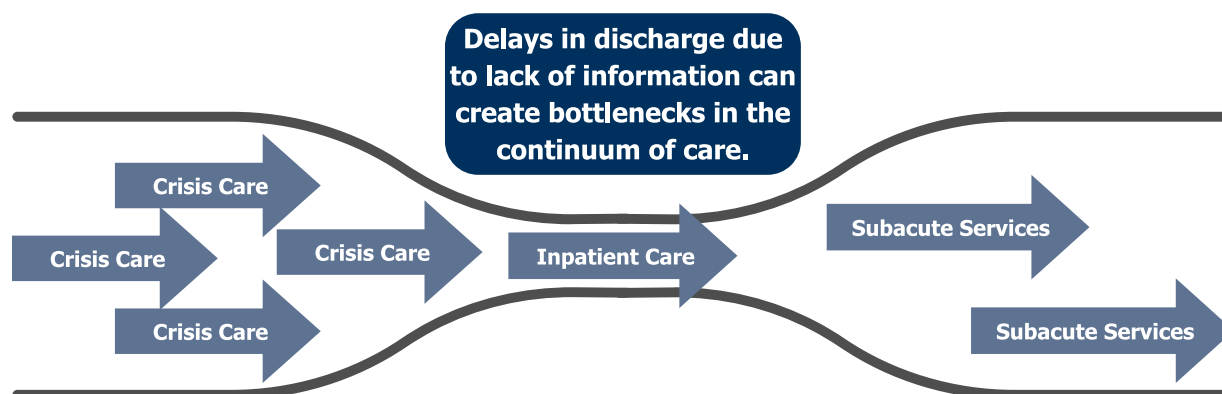 Delays in discharge due
to lack of information can
create bottlenecks in the
continuum of care.
Crisis Care
Crisis Care
Crisis Care
Crisis Care
Inpatient Care
Subacute Services
Subacute Services